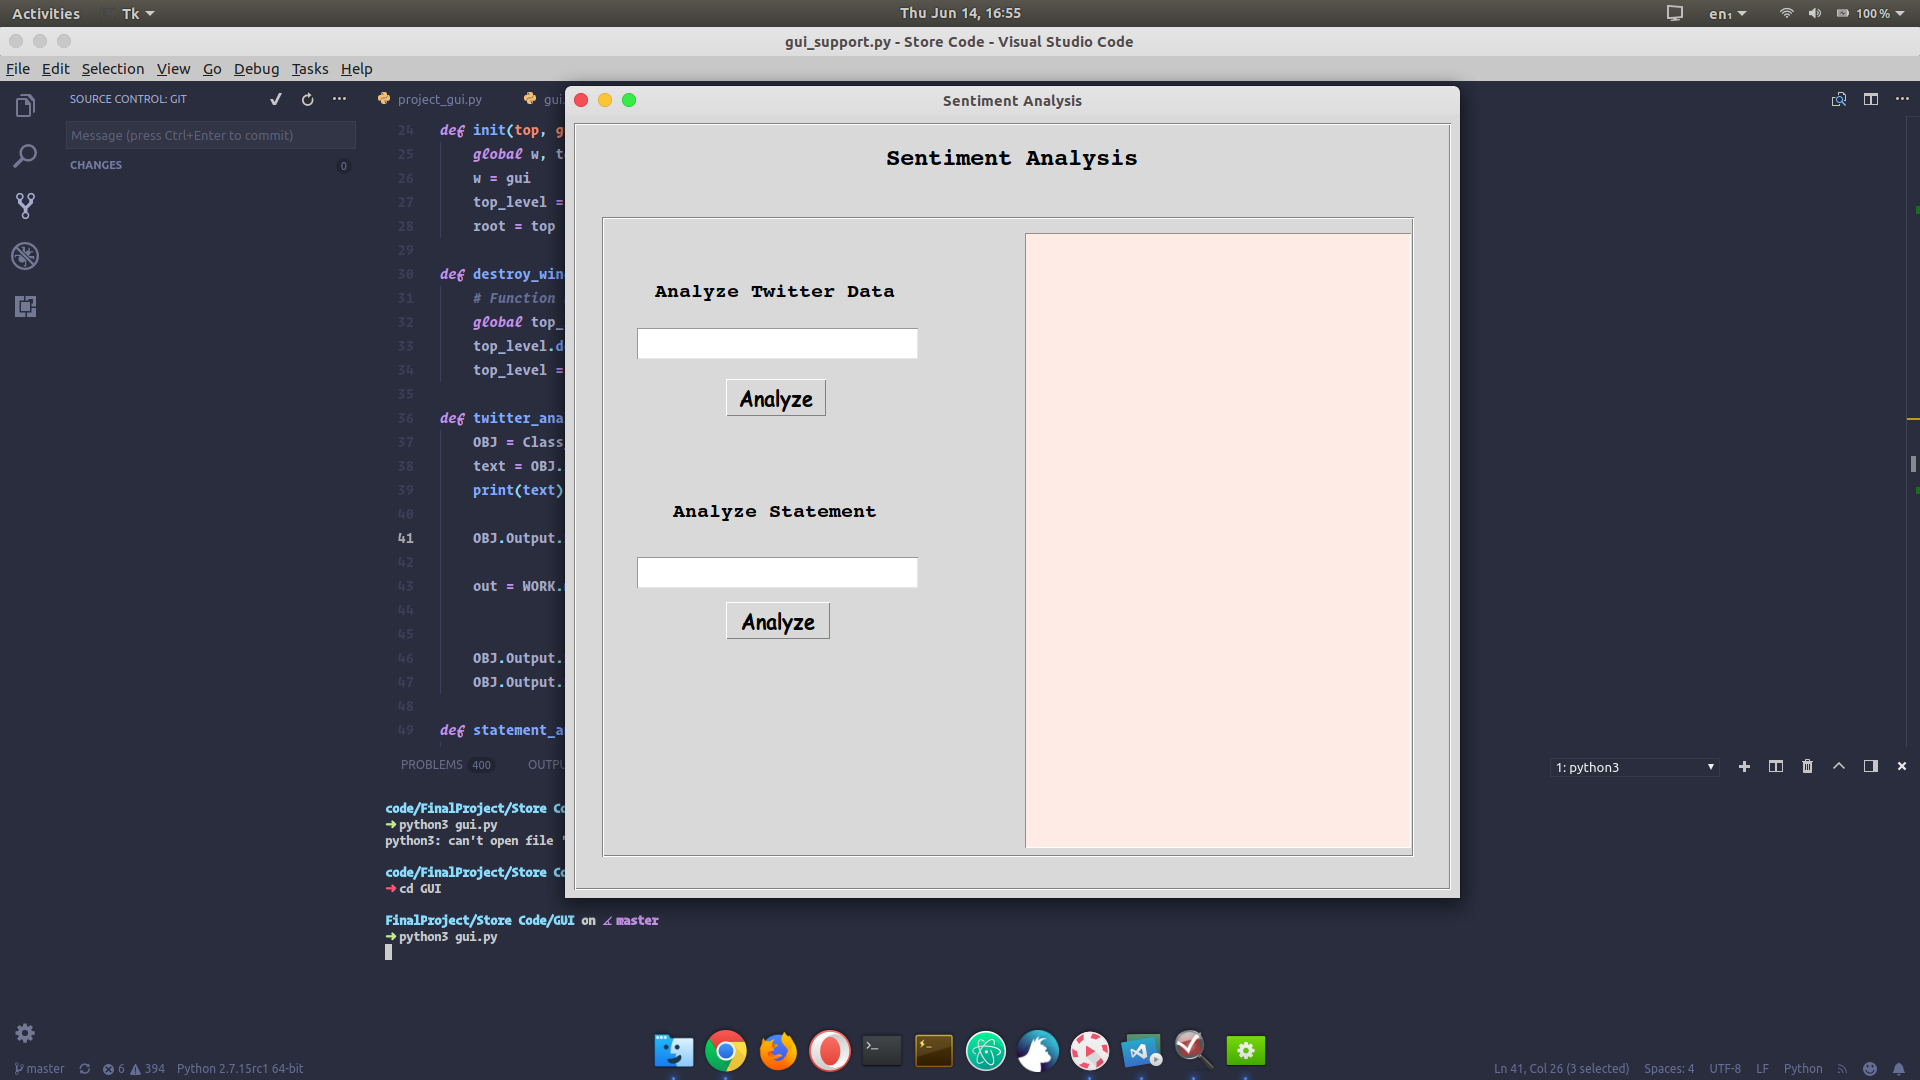 Activities
Tk
Thu Jun 14, 16:55
en₁
100 %
gui_support.py - Store Code - Visual Studio Code
File Edit Selection View Go Debug Tasks Help
SOURCE CONTROL: GIT
Message (press Ctrl+Enter to commit)
CHANGES
0
project_gui.py
gui
24 def init(top, g
25 global w, t
26 w = gui
27 top_level =
28 root = top
29
30 def destroy_win
31 # Function
32 global top_
33 top_level.d
34 top_level =
35
36 def twitter_ana
37 OBJ = Class
38 text = OBJ.
39 print(text)
40
41 OBJ.Output.
42
43 out = WORK.
44
45
46 OBJ.Output.
47 OBJ.Output.
48
49 def statement_a
Sentiment Analysis
Sentiment Analysis
Analyze Twitter Data
Analyze
Analyze Statement
Analyze
PROBLEMS 400
OUTPU
1: python3
code/FinalProject/Store Co
➜ python3 gui.py
python3: can't open file '
code/FinalProject/Store Co
➜ cd GUI
FinalProject/Store Code/GUI on master
➜ python3 gui.py
master
6
394
Python 2.7.15rc1 64-bit
Ln 41, Col 26 (3 selected)
Spaces: 4
UTF-8
LF
Python